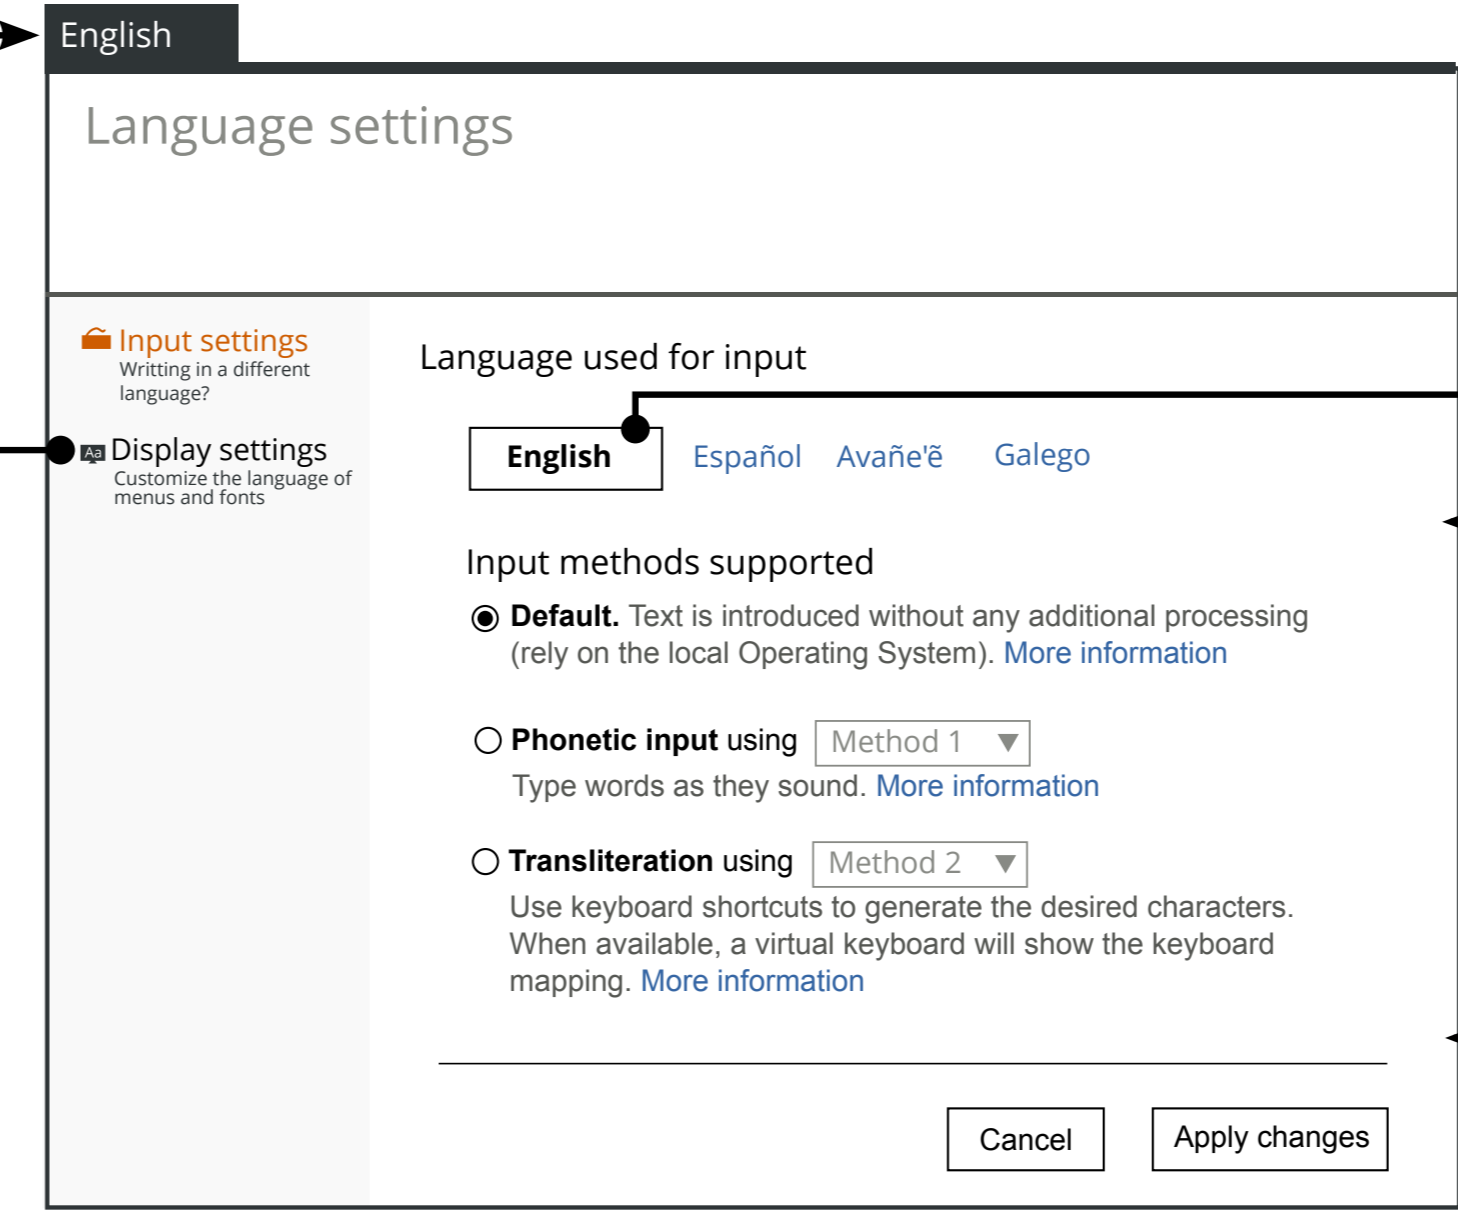 English
Language settings
Input settings
Writting in a different
language?
Aa Display settings
Customize the language of
menus and fonts
Language used for input
English Español Avañe'ẽ Galego
Input methods supported
Default. Text is introduced without any additional processing
(rely on the local Operating System). More information
Phonetic input using Method 1
Type words as they sound. More information
Transliteration using Method 2
Use keyboard shortcuts to generate the desired characters.
When available, a virtual keyboard will show the keyboard
mapping. More information
Cancel Apply changes